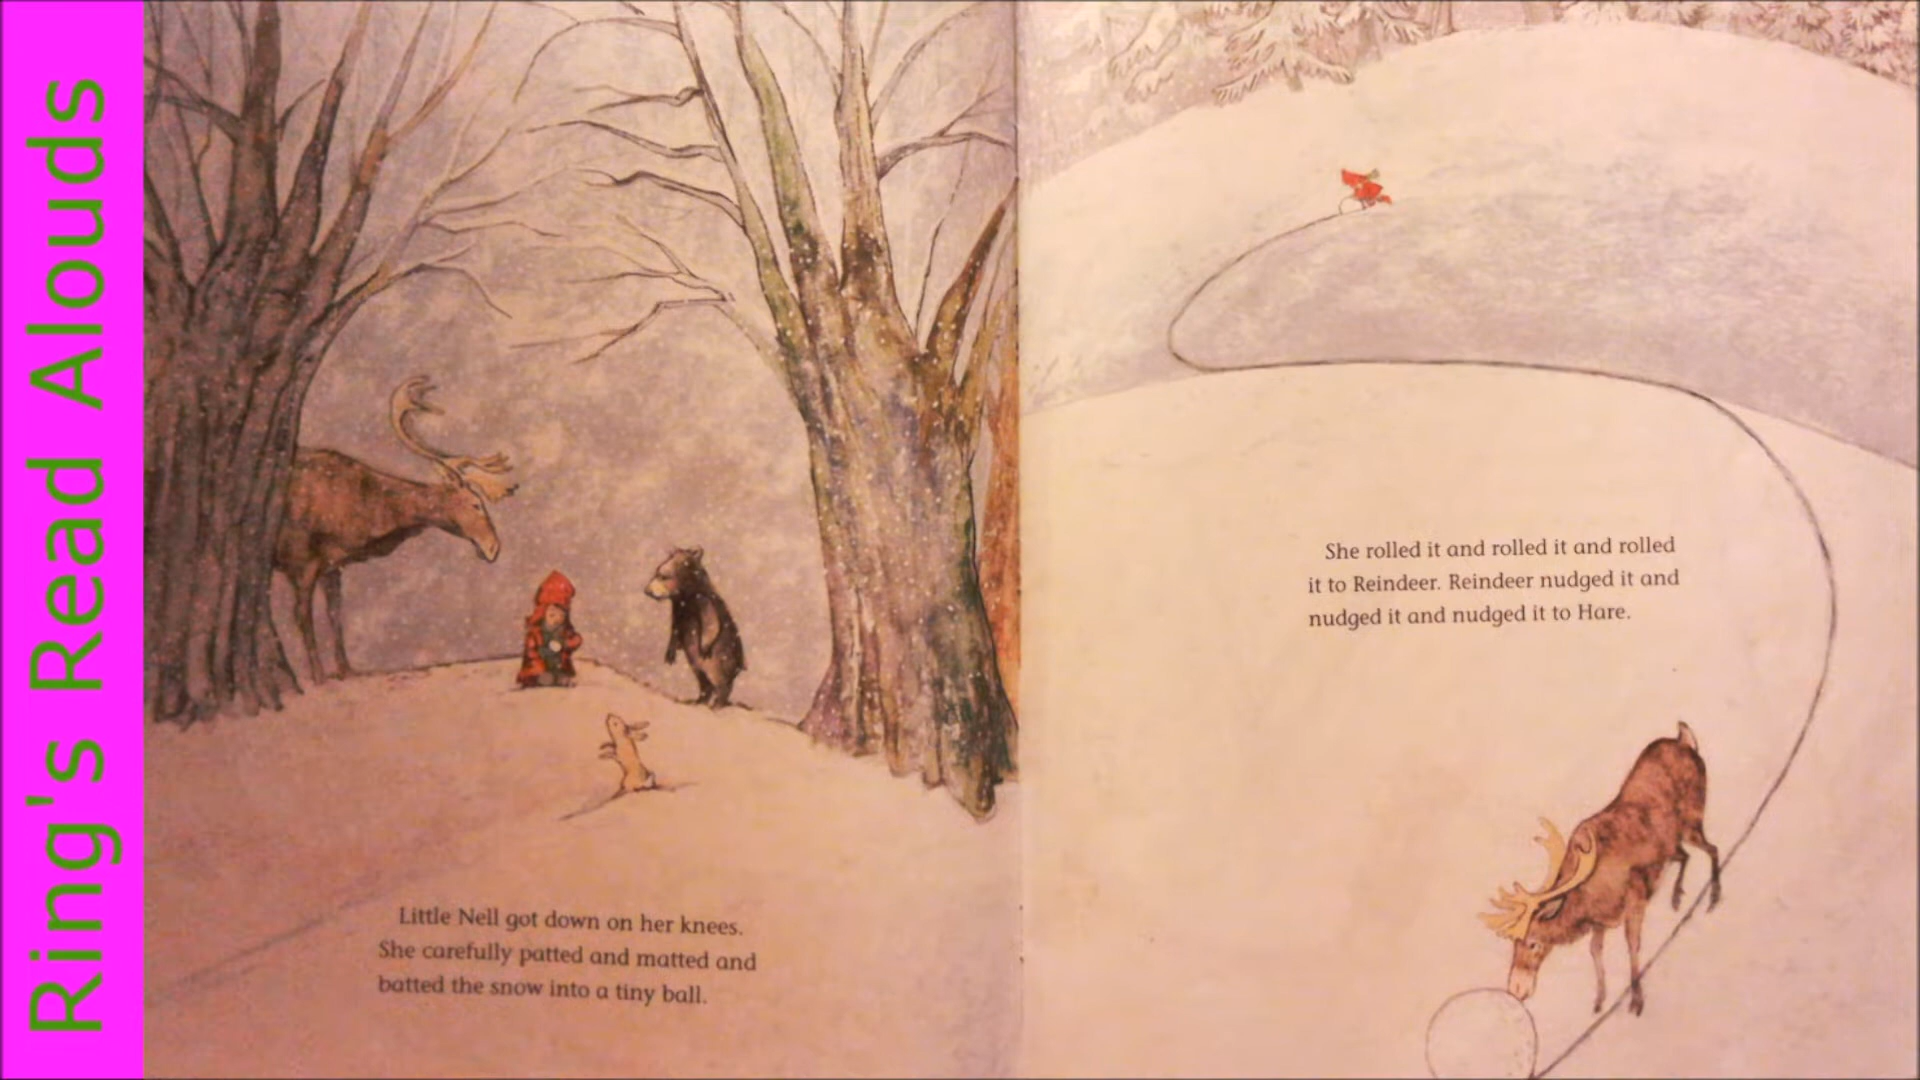 Ring's Read Alouds
Little Nell got down on her knees.
She carefully patted and matted and
batted the snow into a tiny ball.
She rolled it and rolled it and rolled
it to Reindeer. Reindeer nudged it and
nudged it and nudged it to Hare.